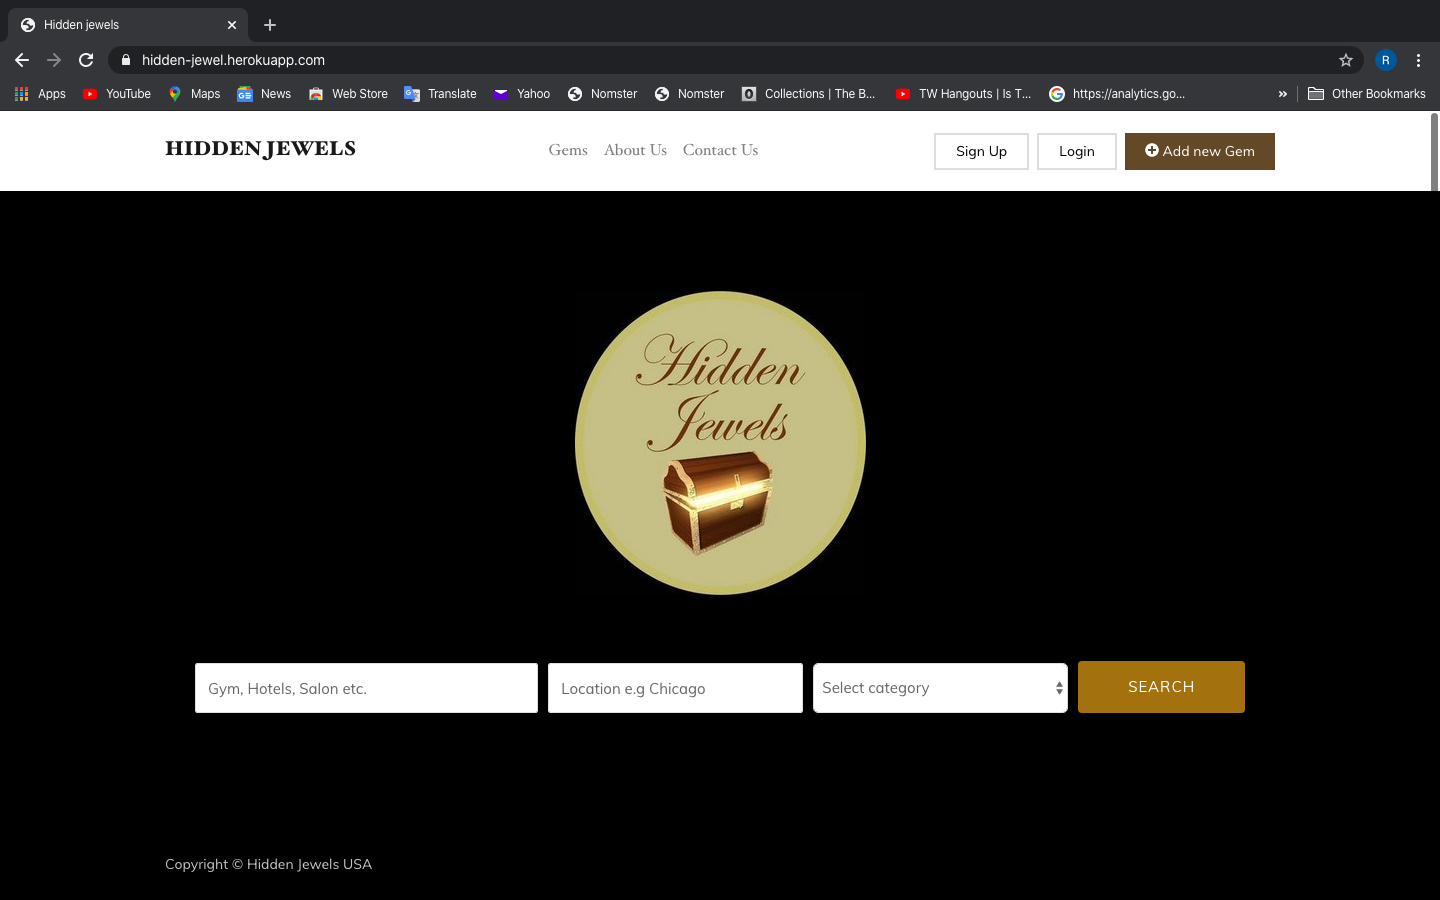 Hidden jewels
hidden-jewel.herokuapp.com
R
Apps YouTube Maps News Web Store Translate Yahoo Nomster Nomster Collections | The B... TW Hangouts | Is T... https://analytics.go... » Other Bookmarks
HIDDEN JEWELS
Gems About Us Contact Us
Sign Up Login Add new Gem
Hidden
Jewels
Gym, Hotels, Salon etc. Location e.g Chicago Select category SEARCH
Copyright © Hidden Jewels USA